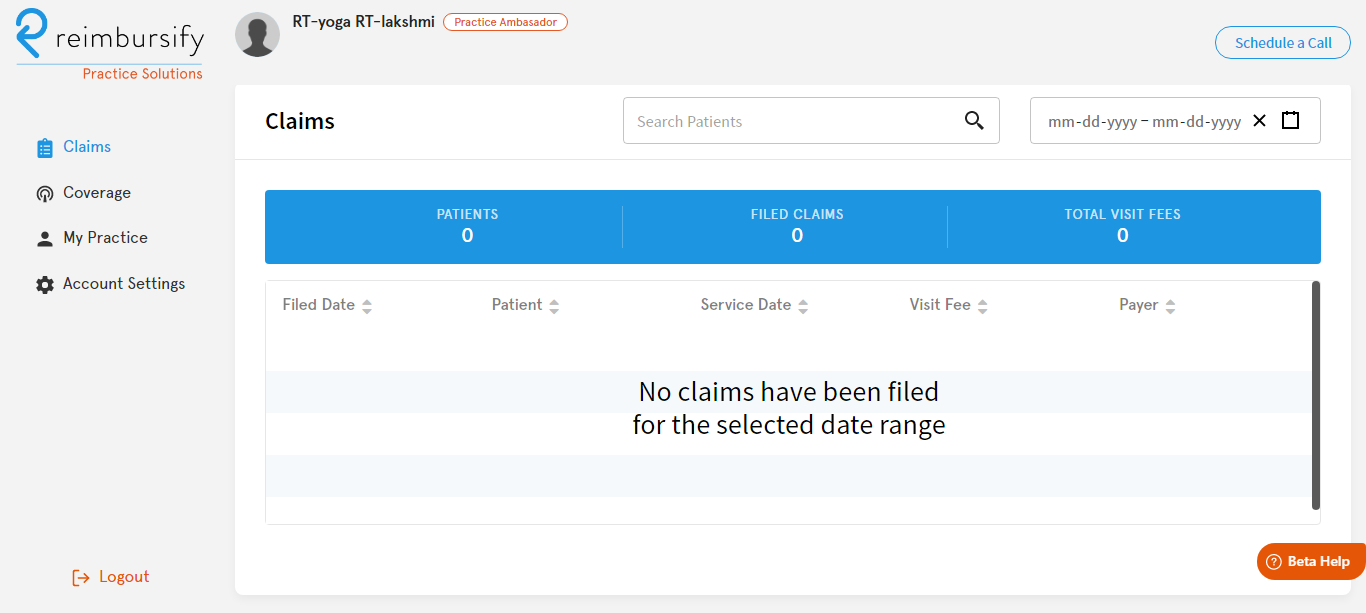 reimbursify
Practice Solutions
RT-yoga RT-lakshmi
Practice Ambasador
Schedule a Call
Claims
Coverage
My Practice
Account Settings
Logout
Claims
Search Patients
mm-dd-yyyy – mm-dd-yyyy
PATIENTS
0
FILED CLAIMS
0
TOTAL VISIT FEES
0
Filed Date Patient Service Date Visit Fee Payer
No claims have been filed
for the selected date range
Beta Help